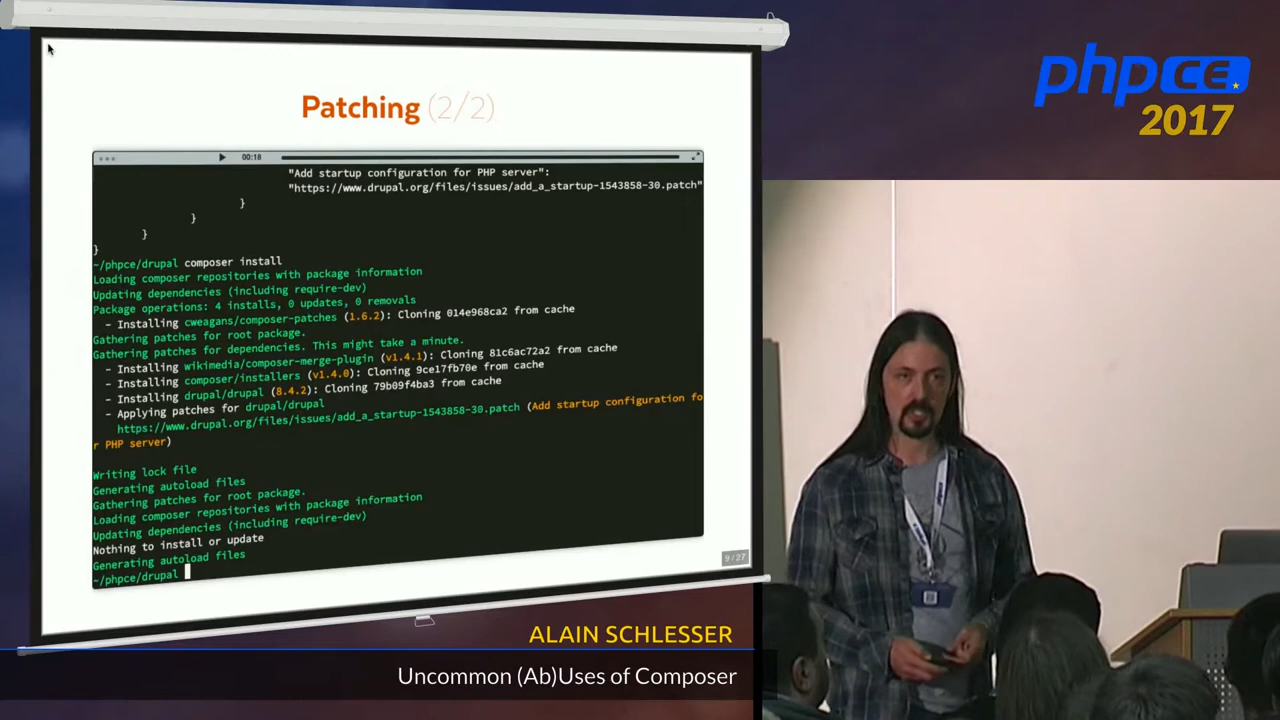 Patching (2/2)
00:18
"Add startup configuration for PHP server":
"https://www.drupal.org/files/issues/add_a_startup-1543858-30.patch"
}
}
}
}
~/phpce/drupal composer install
Loading composer repositories with package information
Updating dependencies (including require-dev)
Package operations: 4 installs, 0 updates, 0 removals
- Installing cweagans/composer-patches (1.6.2): Cloning 014e968ca2 from cache
Gathering patches for root package.
Gathering patches for dependencies. This might take a minute.
- Installing wikimedia/composer-merge-plugin (v1.4.1): Cloning 81c6ac72a2 from cache
- Installing composer/installers (v1.4.0): Cloning 9ce17fb70e from cache
- Installing drupal/drupal (8.4.2): Cloning 79b09f4ba3 from cache
- Applying patches for drupal/drupal
https://www.drupal.org/files/issues/add_a_startup-1543858-30.patch (Add startup configuration fo
r PHP server)
Writing lock file
Generating autoload files
Gathering patches for root package.
Loading composer repositories with package information
Updating dependencies (including require-dev)
Nothing to install or update
Generating autoload files
~/phpce/drupal
9 / 27
phpCE
2017
ALAIN SCHLESSER
Uncommon (Ab)Uses of Composer